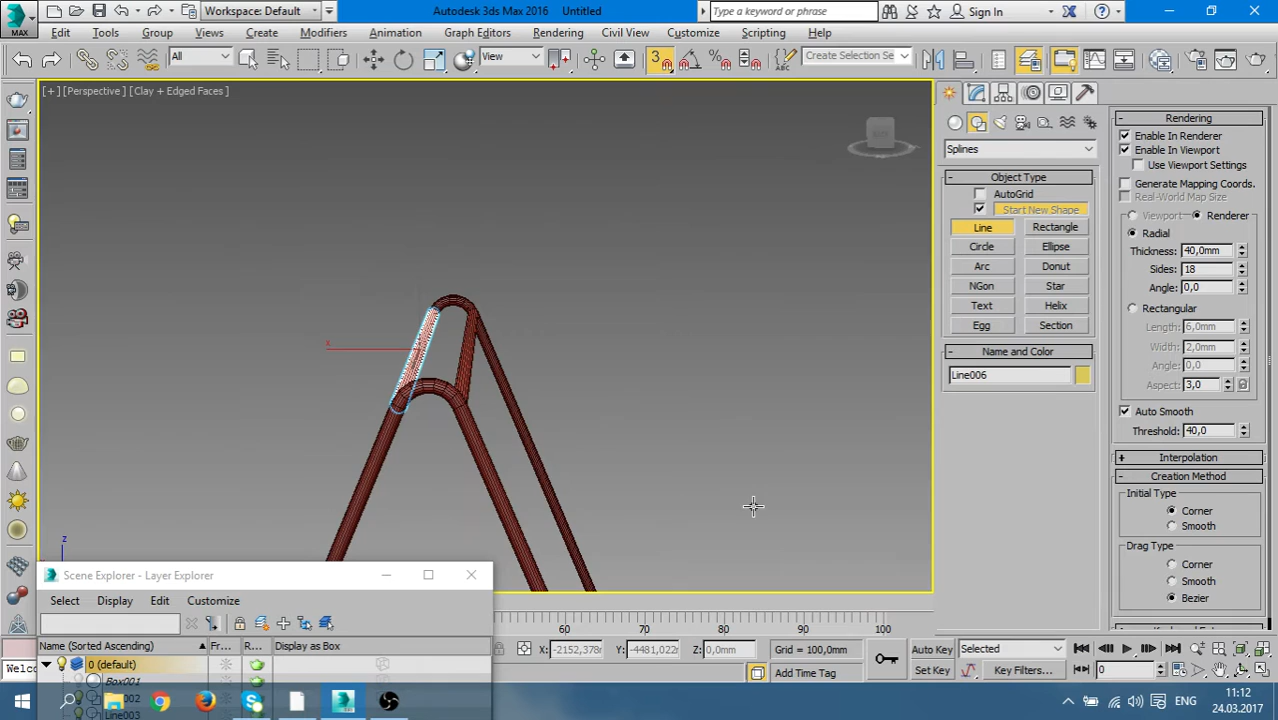 MAX
Workspace: Default
Autodesk 3ds Max 2016
Untitled
Type a keyword or phrase
Sign In
Edit
Tools
Group
Views
Create
Modifiers
Animation
Graph Editors
Rendering
Civil View
Customize
Scripting
Help
All
View
3
Create Selection Se
[+] [Perspective] [Clay + Edged Faces]
x
z
Splines
- Object Type
AutoGrid
Start New Shape
Line
Rectangle
Circle
Ellipse
Arc
Donut
NGon
Star
Text
Helix
Egg
Section
- Name and Color
Line006
- Rendering
Enable In Renderer
Enable In Viewport
Use Viewport Settings
Generate Mapping Coords.
Real-World Map Size
Viewport
Renderer
Radial
Thickness: 40,0mm
Sides: 18
Angle: 0,0
Rectangular
Length: 6,0mm
Width: 2,0mm
Angle: 0,0
Aspect: 3,0
Auto Smooth
Threshold: 40,0
+ Interpolation
- Creation Method
Initial Type
Corner
Smooth
Drag Type
Corner
Smooth
Bezier
Scene Explorer - Layer Explorer
Select
Display
Edit
Customize
Name (Sorted Ascending)
Fr...
R...
Display as Box
0 (default)
Box001
002
Line003
60
70
80
90
100
X: -2152,378m
Y: -4481,022m
Z: 0,0mm
Grid = 100,0mm
Add Time Tag
Auto Key
Selected
Set Key
Key Filters...
0
Welc
ENG
11:12
24.03.2017